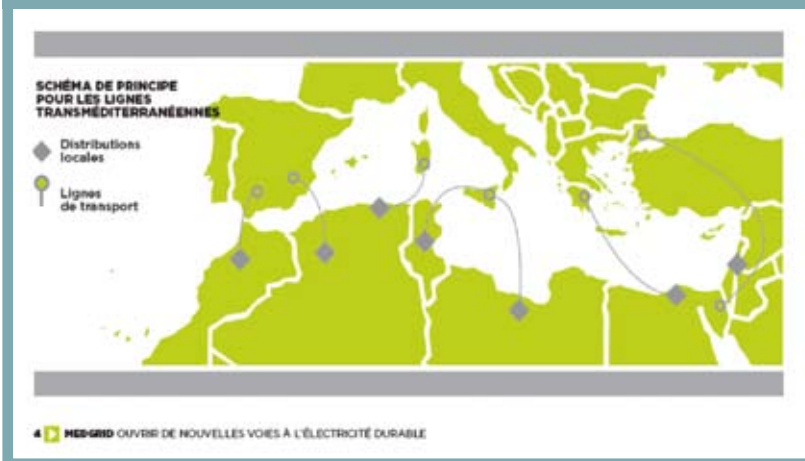 SCHÉMA DE PRINCIPE
POUR LES LIGNES
TRANSMÉDITERRANÉENNES
Distributions
locales
Lignes
de transport
4 MEDGRID OUVRIR DE NOUVELLES VOIES À L'ÉLECTRICITÉ DURABLE